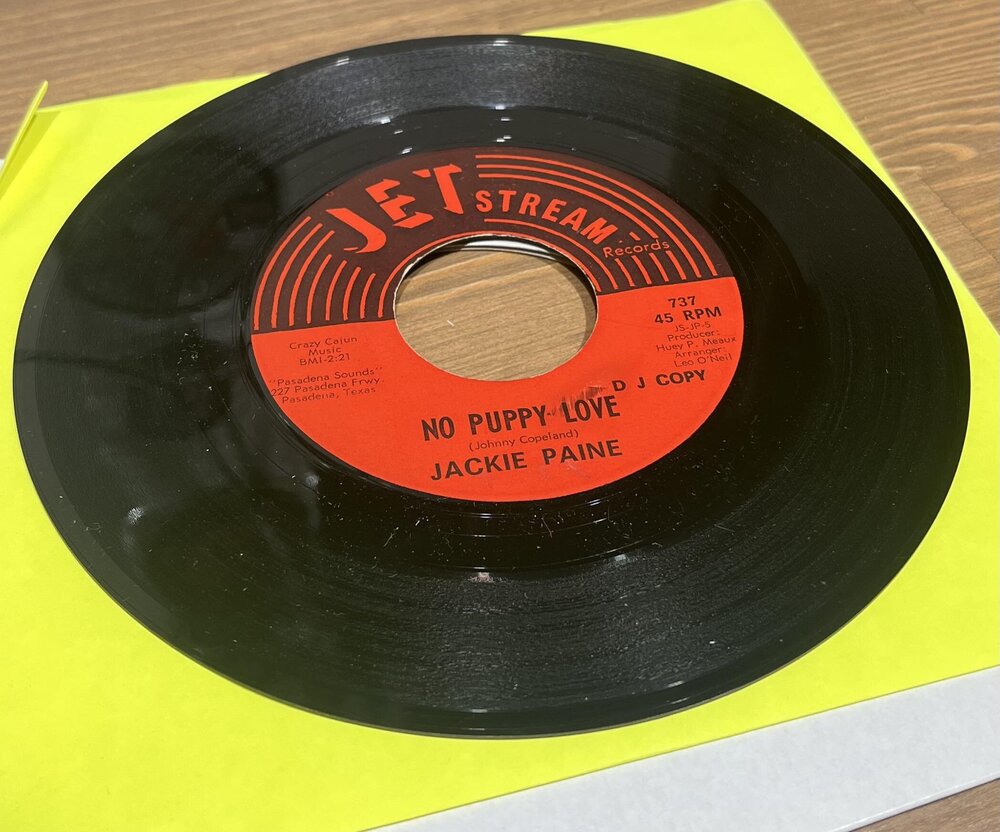 JET STREAM Records
Crazy Cajun
Music
BMI-2:21
"Pasadena Sounds"
227 Pasadena Frwy.
Pasadena, Texas
737
45 RPM
JS-JP-5
Producer:
Huey P. Meaux
Arranger:
Leo O'Neil
D J COPY
NO PUPPY LOVE
(Johnny Copeland)
JACKIE PAINE